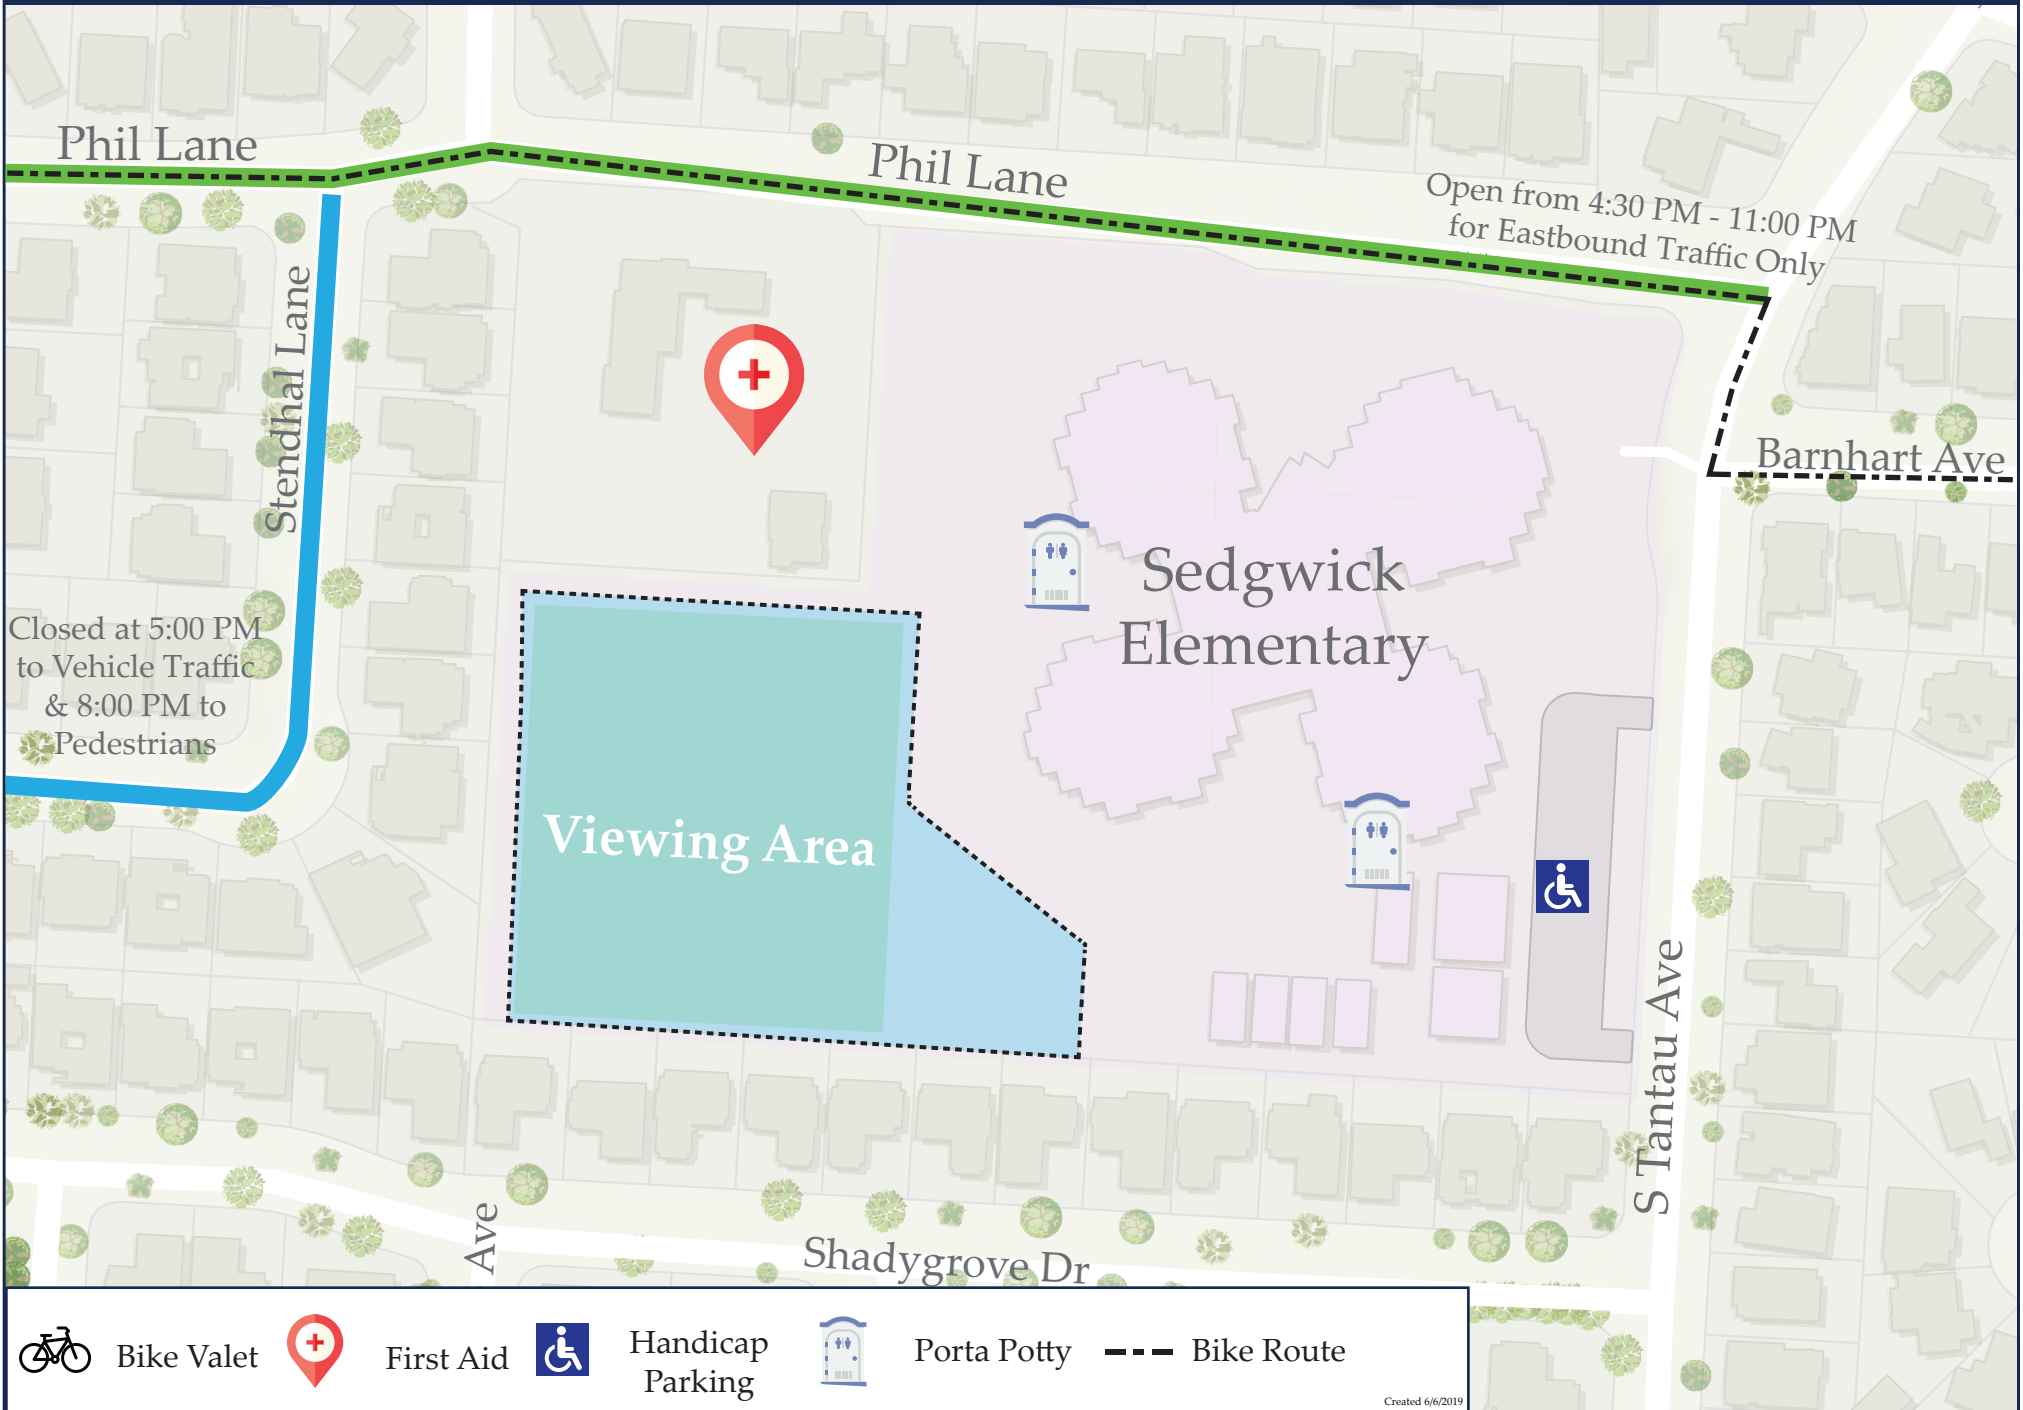 Phil Lane
Phil Lane
Open from 4:30 PM - 11:00 PM
for Eastbound Traffic Only
Stendhal Lane
Barnhart Ave
Sedgwick
Elementary
Closed at 5:00 PM
to Vehicle Traffic
& 8:00 PM to
Pedestrians
Viewing Area
S Tantau Ave
Ave
Shadygrove Dr
Bike Valet
First Aid
Handicap
Parking
Porta Potty
Bike Route
Created 6/6/2019